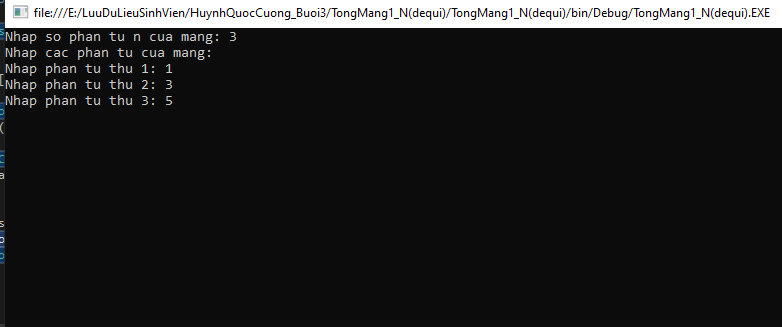 file:///E:/LuuDuLieuSinhVien/HuynhQuocCuong_Buoi3/TongMang1_N(dequi)/TongMang1_N(dequi)/bin/Debug/TongMang1_N(dequi).EXE
Nhap so phan tu n cua mang: 3
Nhap cac phan tu cua mang:
Nhap phan tu thu 1: 1
Nhap phan tu thu 2: 3
Nhap phan tu thu 3: 5